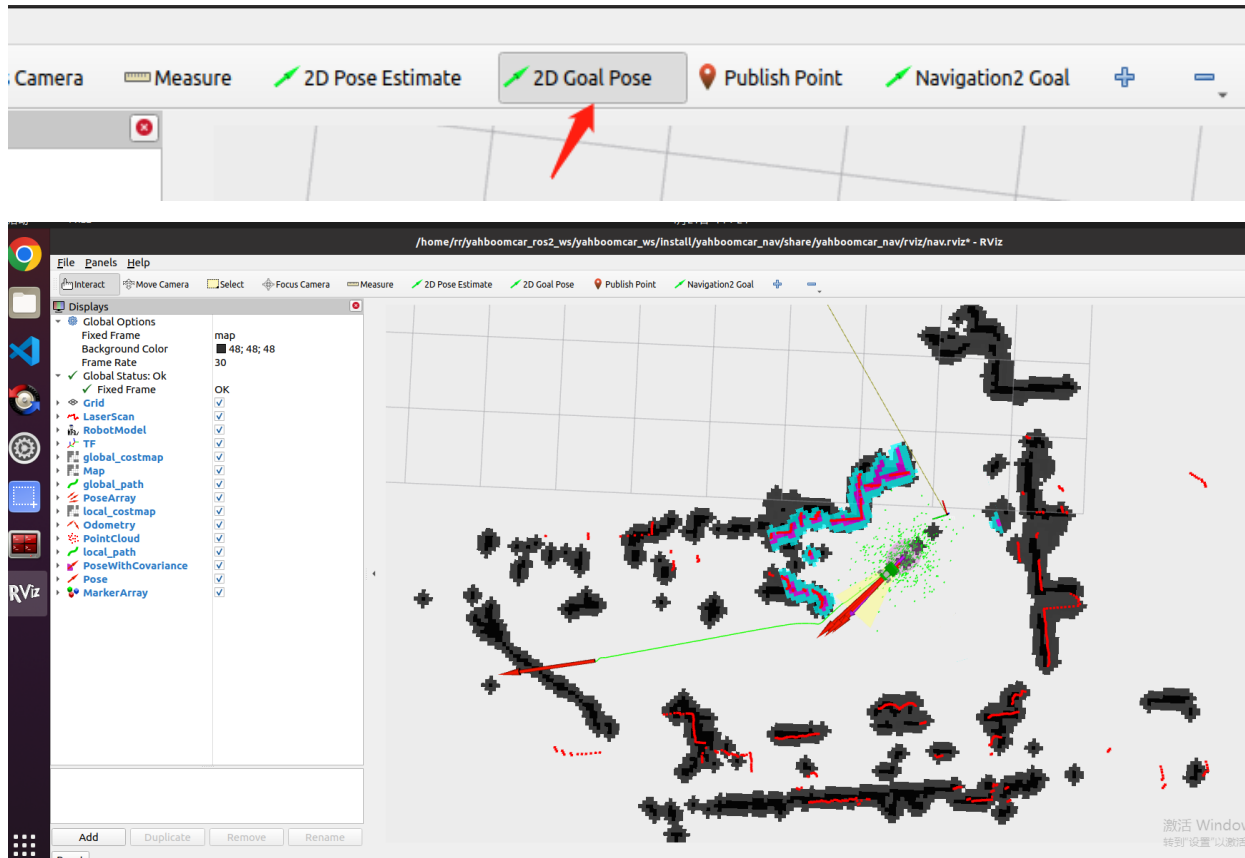 Camera Measure 2D Pose Estimate 2D Goal Pose Publish Point Navigation2 Goal
/home/rr/yahboomcar_ros2_ws/yahboomcar_ws/install/yahboomcar_nav/share/yahboomcar_nav/rviz/nav.rviz* - RViz
File Panels Help
Interact Move Camera Select Focus Camera Measure 2D Pose Estimate 2D Goal Pose Publish Point Navigation2 Goal
Displays
Global Options
Fixed Frame map
Background Color 48; 48; 48
Frame Rate 30
Global Status: Ok
Fixed Frame OK
Grid
LaserScan
RobotModel
TF
global_costmap
Map
global_path
PoseArray
local_costmap
Odometry
PointCloud
local_path
PoseWithCovariance
Pose
MarkerArray
RViz
Add Duplicate Remove Rename
激活 Window
转到"设置"以激活